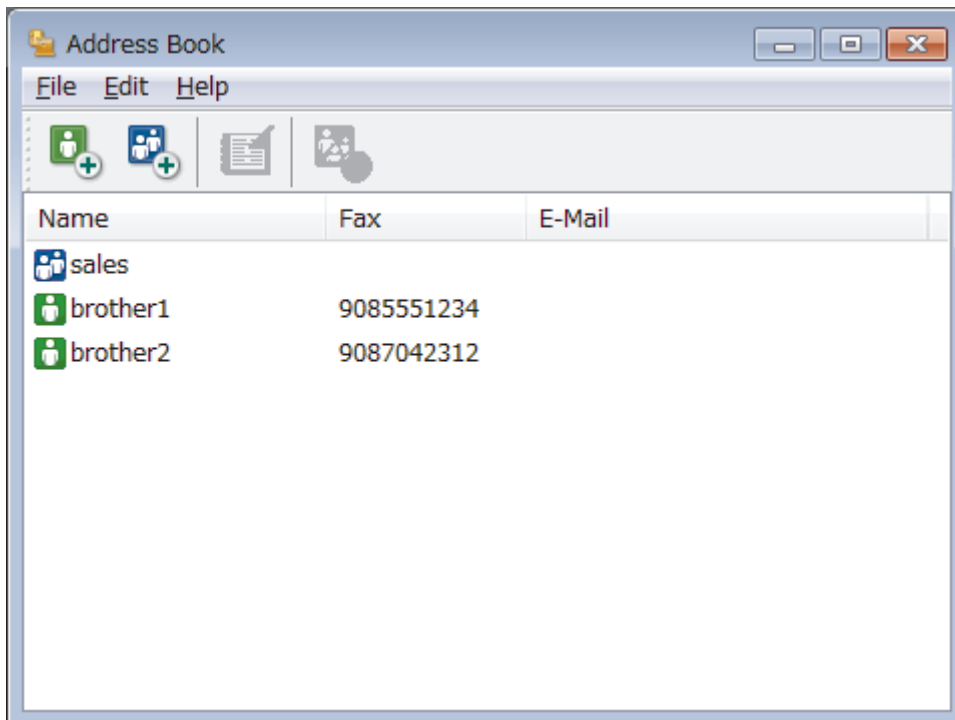 Address Book
File Edit Help
Name Fax E-Mail
sales
brother1 9085551234
brother2 9087042312